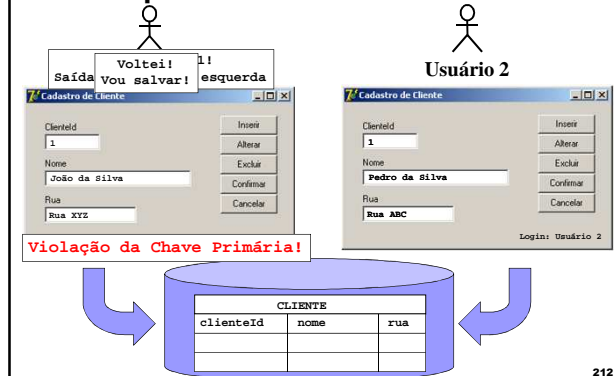 Voltei!
Vou salvar!
1!
Saída
esquerda
Usuário 2
Cadastro de Cliente
ClienteId
1
Nome
João da Silva
Rua
Rua XYZ
Inserir
Alterar
Excluir
Confirmar
Cancelar
Cadastro de Cliente
ClienteId
1
Nome
Pedro da Silva
Rua
Rua ABC
Inserir
Alterar
Excluir
Confirmar
Cancelar
Login: Usuário 2
Violação da Chave Primária!
CLIENTE
clienteId nome rua
212